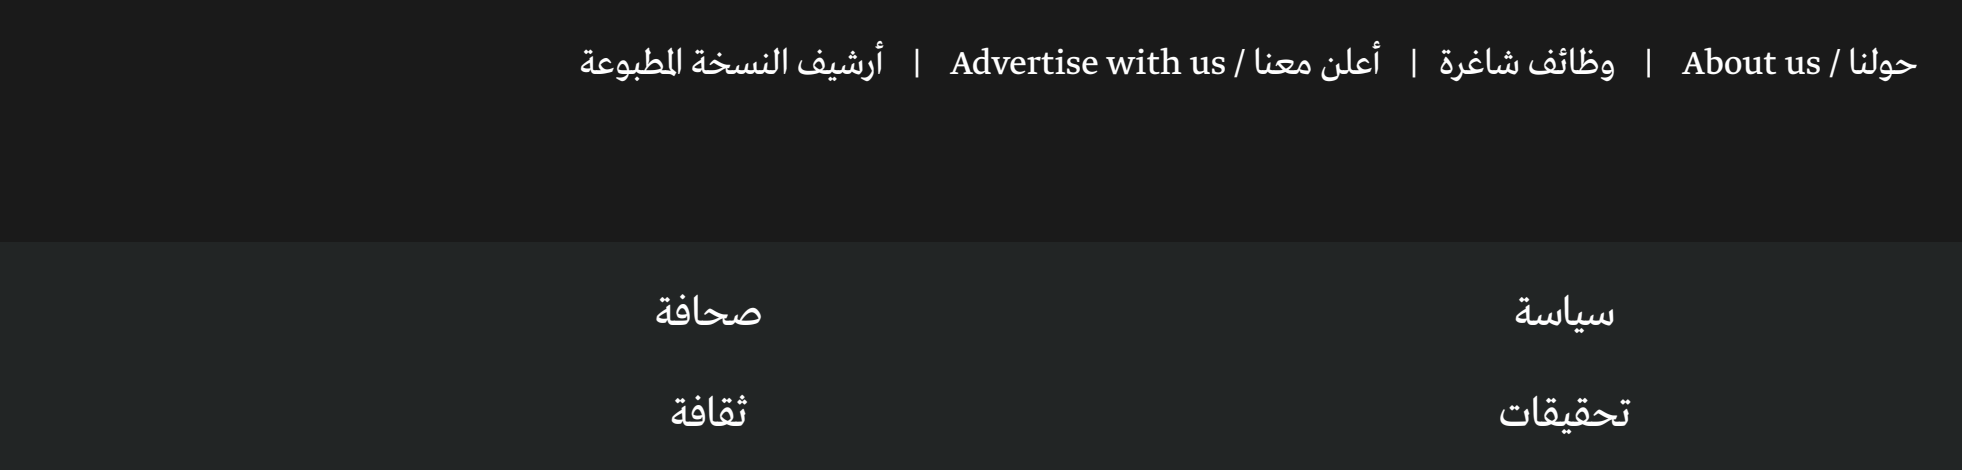 حولنا / About us | وظائف شاغرة | أعلن معنا / Advertise with us | أرشيف النسخة المطبوعة
سياسة
صحافة
تحقيقات
ثقافة